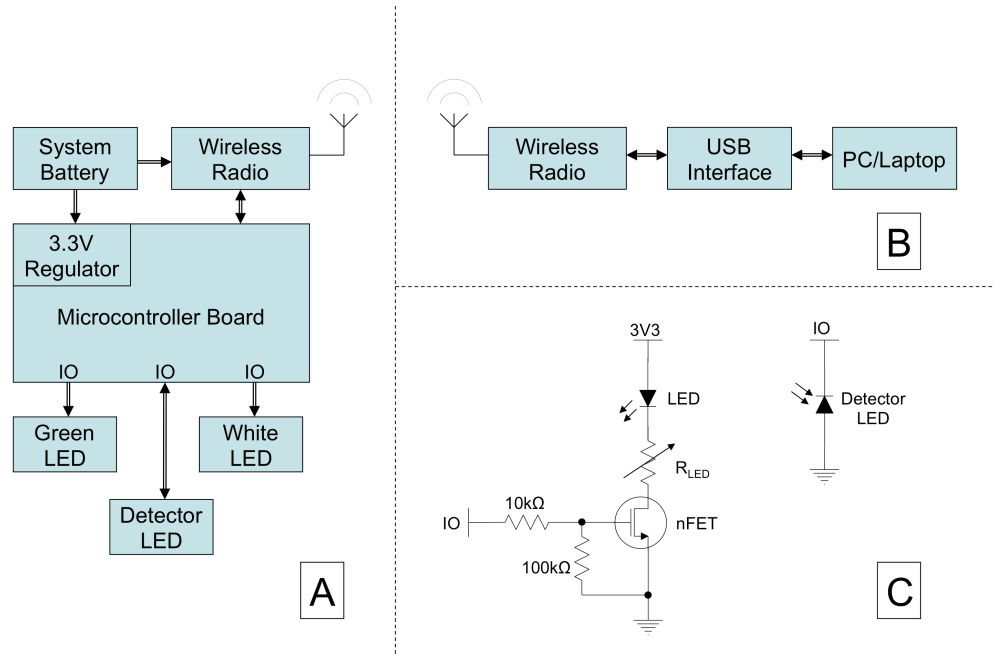 System
Battery
Wireless
Radio
3.3V
Regulator
Microcontroller Board
IO
IO
IO
Green
LED
White
LED
Detector
LED
A
Wireless
Radio
USB
Interface
PC/Laptop
B
3V3
LED
R_LED
10kΩ
IO
nFET
100kΩ
IO
Detector
LED
C